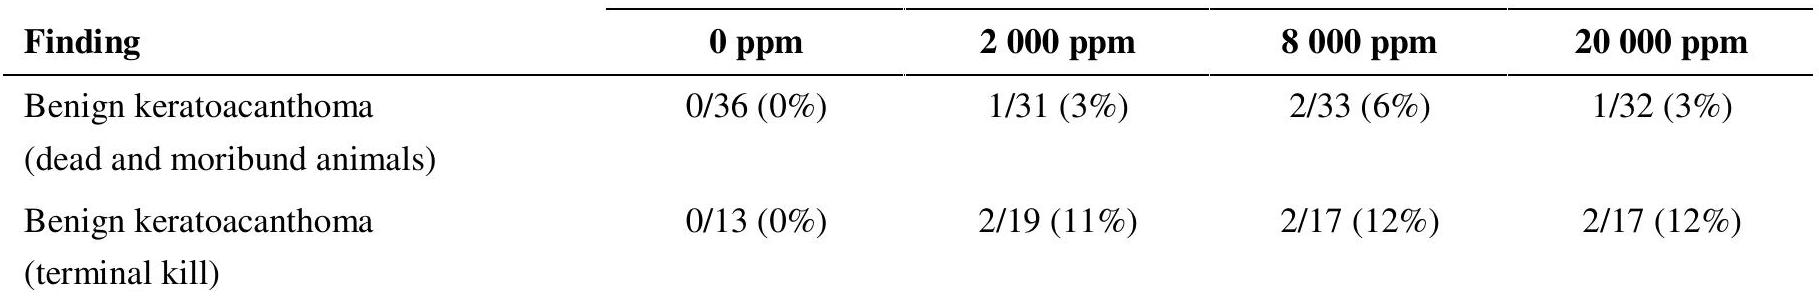 Finding 0 ppm 2 000 ppm 8 000 ppm 20 000 ppm
Benign keratoacanthoma 0/36 (0%) 1/31 (3%) 2/33 (6%) 1/32 (3%)
(dead and moribund animals)
Benign keratoacanthoma 0/13 (0%) 2/19 (11%) 2/17 (12%) 2/17 (12%)
(terminal kill)